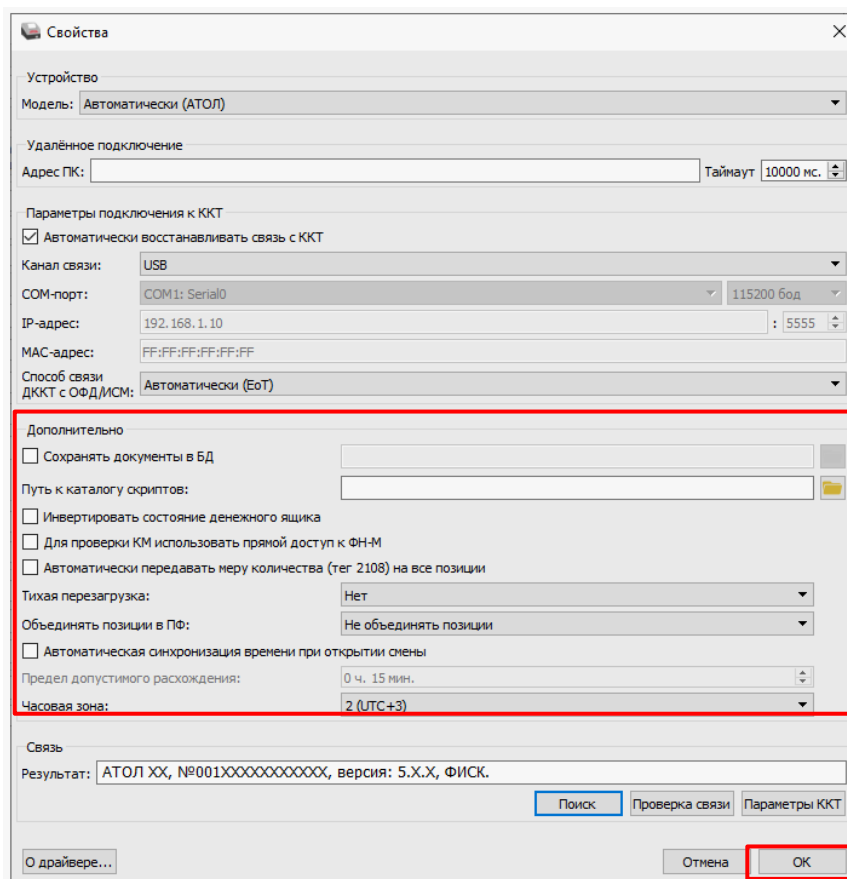 Свойства
Устройство
Модель: Автоматически (АТОЛ)
Удалённое подключение
Адрес ПК: Таймаут 10000 мс.
Параметры подключения к ККТ
Автоматически восстанавливать связь с ККТ
Канал связи: USB
COM-порт: COM1: Serial0 115200 бод
IP-адрес: 192.168.1.10 : 5555
MAC-адрес: FF:FF:FF:FF:FF:FF
Способ связи
ДККТ с ОФД/ИСМ: Автоматически (EoT)
Дополнительно
Сохранять документы в БД
Путь к каталогу скриптов:
Инвертировать состояние денежного ящика
Для проверки КМ использовать прямой доступ к ФН-М
Автоматически передавать меру количества (тег 2108) на все позиции
Тихая перезагрузка: Нет
Объединять позиции в ПФ: Не объединять позиции
Автоматическая синхронизация времени при открытии смены
Предел допустимого расхождения: 0 ч. 15 мин.
Часовая зона: 2 (UTC+3)
Связь
Результат: АТОЛ XX, №001XXXXXXXXXXX, версия: 5.X.X, ФИСК.
Поиск Проверка связи Параметры ККТ
О драйвере... Отмена ОК